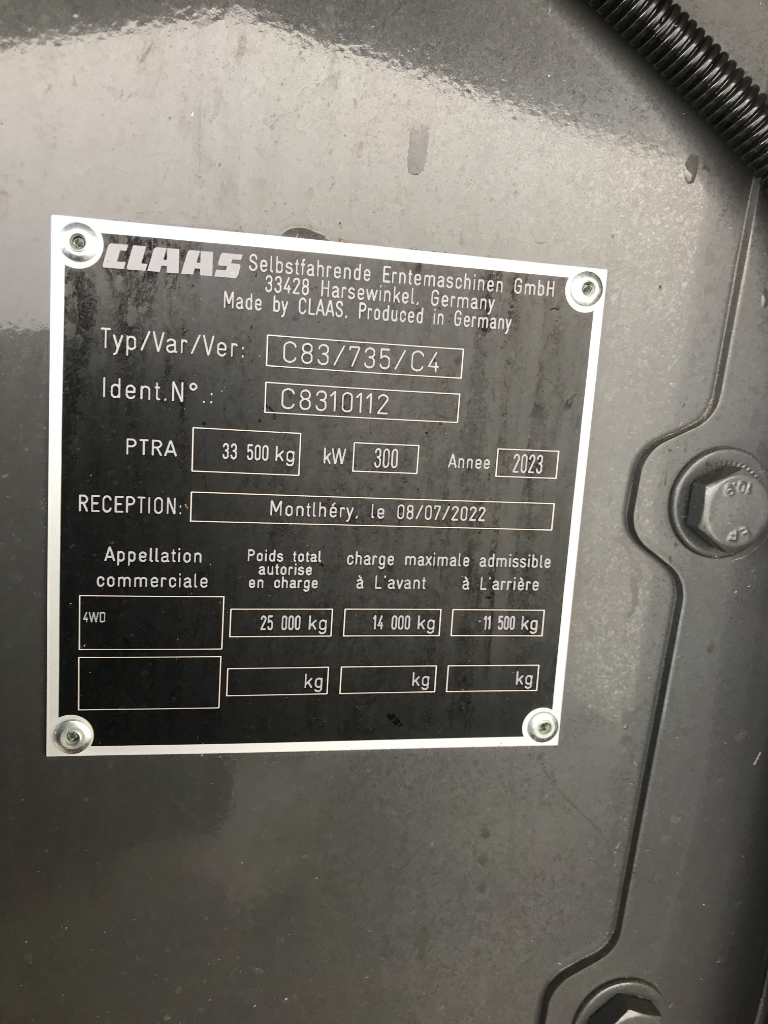 CLAAS Selbstfahrende Erntemaschinen GmbH
33428 Harsewinkel, Germany
Made by CLAAS, Produced in Germany
Typ/Var/Ver: C83/735/C4
Ident.N°.: C8310112
PTRA 33 500 kg kW 300 Annee 2023
RECEPTION: Montlhéry, le 08/07/2022
Appellation commerciale Poids total autorise en charge charge maximale admissible à L'avant à L'arrière
4WD 25 000 kg 14 000 kg 11 500 kg
kg kg kg
10.9